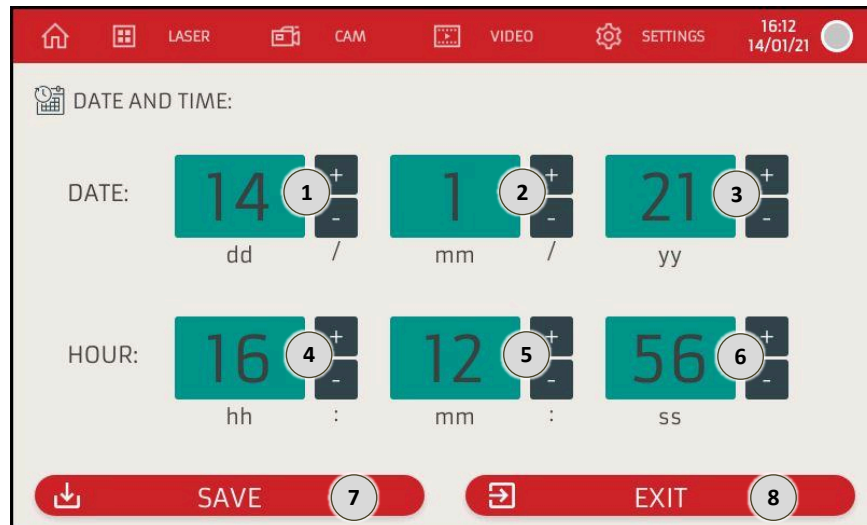 LASER CAM VIDEO SETTINGS 16:12
14/01/21
DATE AND TIME:
DATE: 14 1 + - 1 2 + - 21 3 + -
dd / mm / yy
HOUR: 16 4 + - 12 5 + - 56 6 + -
hh : mm : ss
SAVE 7 EXIT 8